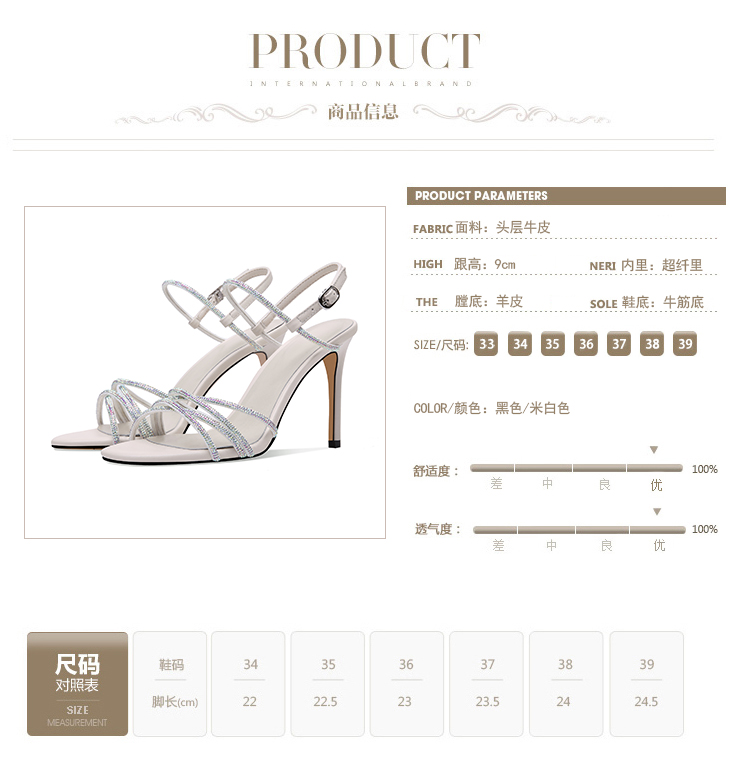 PRODUCT
INTERNATIONALBRAND
商品信息
PRODUCT PARAMETERS
FABRIC 面料：头层牛皮
HIGH 跟高：9cm NERI 内里：超纤里
THE 膛底：羊皮 SOLE 鞋底：牛筋底
SIZE/尺码: 33 34 35 36 37 38 39
COLOR/颜色：黑色/米白色
舒适度： 100%
差 中 良 优
透气度： 100%
差 中 良 优
尺码 对照表 SIZE MEASUREMENT
鞋码 34 35 36 37 38 39
脚长(cm) 22 22.5 23 23.5 24 24.5